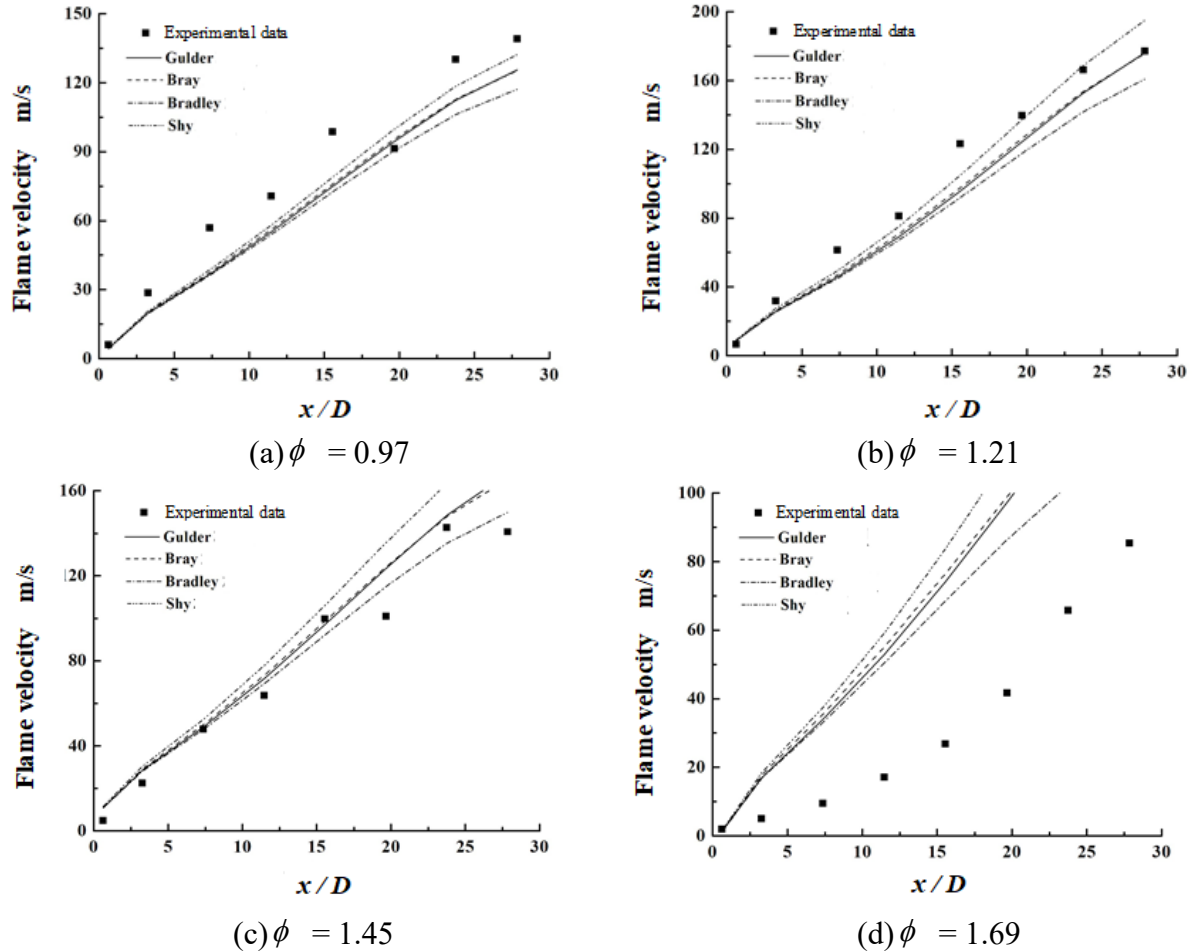 150
120
90
60
30
0
Flame velocity m/s
Experimental data
Gulder
Bray
Bradley
Shy
0 5 10 15 20 25 30
x / D
(a) ϕ = 0.97
200
160
120
80
40
0
Flame velocity m/s
Experimental data
Gulder
Bray
Bradley
Shy
0 5 10 15 20 25 30
x / D
(b) ϕ = 1.21
160
120
80
40
0
Flame velocity m/s
Experimental data
Gulder
Bray
Bradley
Shy
0 5 10 15 20 25 30
x / D
(c) ϕ = 1.45
100
80
60
40
20
0
Flame velocity m/s
Experimental data
Gulder
Bray
Bradley
Shy
0 5 10 15 20 25 30
x / D
(d) ϕ = 1.69